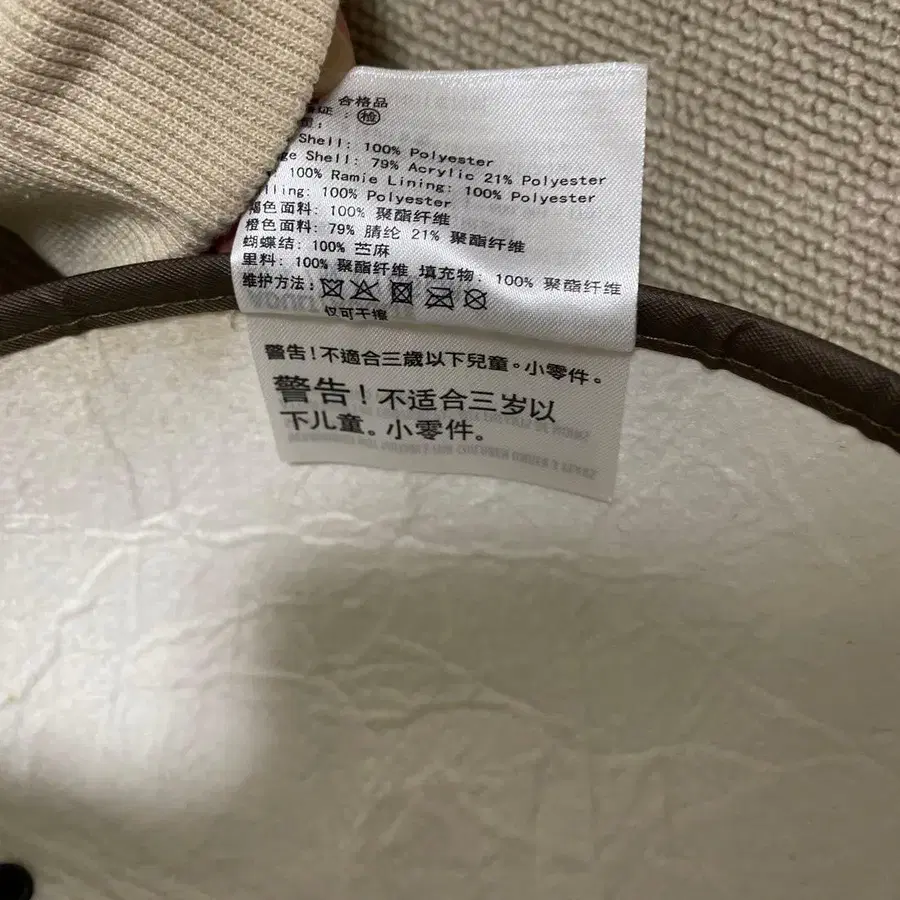 合格品
证: 检
Shell: 100% Polyester
Shell: 79% Acrylic 21% Polyester
100% Ramie Lining: 100% Polyester
lling: 100% Polyester
褐色面料: 100% 聚酯纤维
橙色面料: 79% 腈纶 21% 聚酯纤维
蝴蝶结: 100% 苎麻
里料: 100% 聚酯纤维 填充物: 100% 聚酯纤维
维护方法:
仅可干擦
警告!不適合三歲以下兒童。小零件。
警告!不适合三岁以
下儿童。小零件。